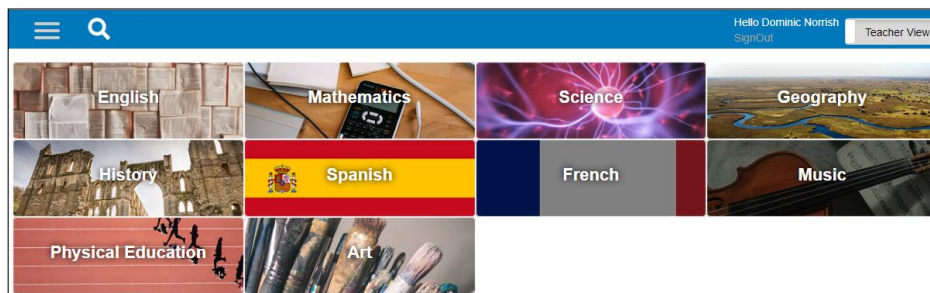 Hello Dominic Norrish
SignOut
Teacher View
English
Mathematics
Science
Geography
History
Spanish
French
Music
Physical Education
Art